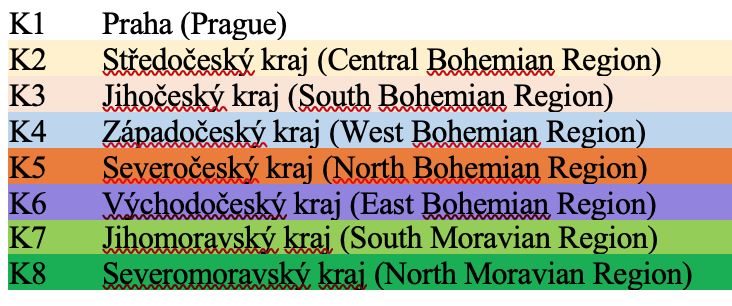 K1 Praha (Prague)
K2 Středočeský kraj (Central Bohemian Region)
K3 Jihočeský kraj (South Bohemian Region)
K4 Západočeský kraj (West Bohemian Region)
K5 Severočeský kraj (North Bohemian Region)
K6 Východočeský kraj (East Bohemian Region)
K7 Jihomoravský kraj (South Moravian Region)
K8 Severomoravský kraj (North Moravian Region)